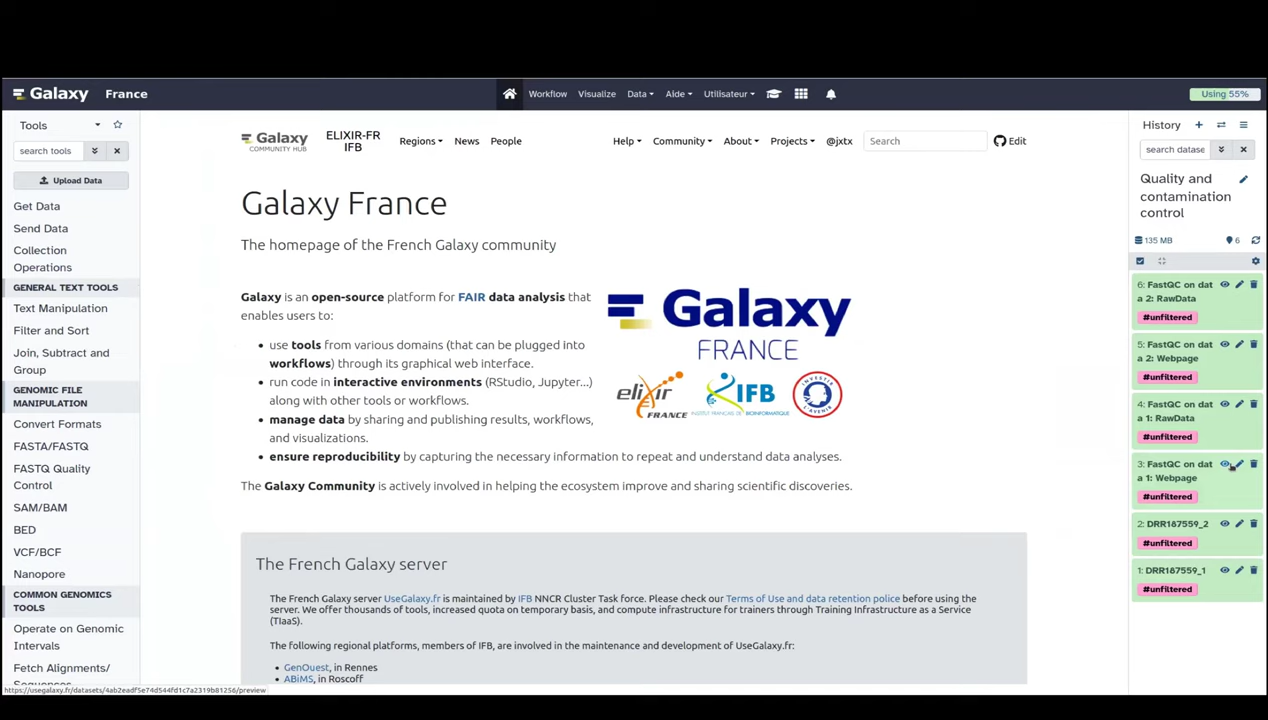 Galaxy France
Workflow Visualize Data Aide Utilisateur
Using 55%
Tools
search tools
Upload Data
Get Data
Send Data
Collection
Operations
GENERAL TEXT TOOLS
Text Manipulation
Filter and Sort
Join, Subtract and
Group
GENOMIC FILE
MANIPULATION
Convert Formats
FASTA/FASTQ
FASTQ Quality
Control
SAM/BAM
BED
VCF/BCF
Nanopore
COMMON GENOMICS
TOOLS
Operate on Genomic
Intervals
Fetch Alignments/
https://usegalaxy.fr/datasets/4ab2eadf5e74d544fd1c7a2319b81256/preview
Galaxy
COMMUNITY HUB
ELIXIR-FR
IFB
Regions News People
Help Community About Projects @jxtx Search Edit
Galaxy France
The homepage of the French Galaxy community
Galaxy is an open-source platform for FAIR data analysis that
enables users to:
• use tools from various domains (that can be plugged into
workflows) through its graphical web interface.
• run code in interactive environments (RStudio, Jupyter...)
along with other tools or workflows.
• manage data by sharing and publishing results, workflows,
and visualizations.
• ensure reproducibility by capturing the necessary information to repeat and understand data analyses.
The Galaxy Community is actively involved in helping the ecosystem improve and sharing scientific discoveries.
Galaxy
FRANCE
elixir
FRANCE
IFB
INSTITUT FRANÇAIS DE BIOINFORMATIQUE
The French Galaxy server
The French Galaxy server UseGalaxy.fr is maintained by IFB NNCR Cluster Task force. Please check our Terms of Use and data retention policy before using the
server. We offer thousands of tools, increased quota on temporary basis, and compute infrastructure for trainers through Training Infrastructure as a Service
(TIaaS).
The following regional platforms, members of IFB, are involved in the maintenance and development of UseGalaxy.fr:
• GenOuest, in Rennes
• ABiMS, in Roscoff
History
search datase
Quality and
contamination
control
135 MB 6
6: FastQC on dat
a 2: RawData
#unfiltered
5: FastQC on dat
a 2: Webpage
#unfiltered
4: FastQC on dat
a 1: RawData
#unfiltered
3: FastQC on dat
a 1: Webpage
#unfiltered
2: DRR187559_2
#unfiltered
1: DRR187559_1
#unfiltered